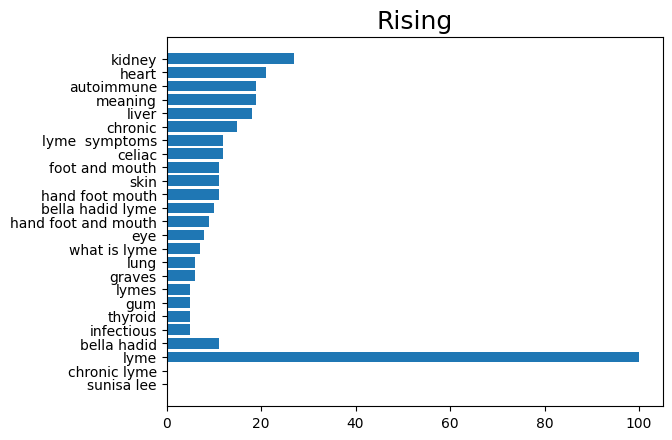 Rising
kidney
heart
autoimmune
meaning
liver
chronic
lyme  symptoms
celiac
foot and mouth
skin
hand foot mouth
bella hadid lyme
hand foot and mouth
eye
what is lyme
lung
graves
lymes
gum
thyroid
infectious
bella hadid
lyme
chronic lyme
sunisa lee
0 20 40 60 80 100